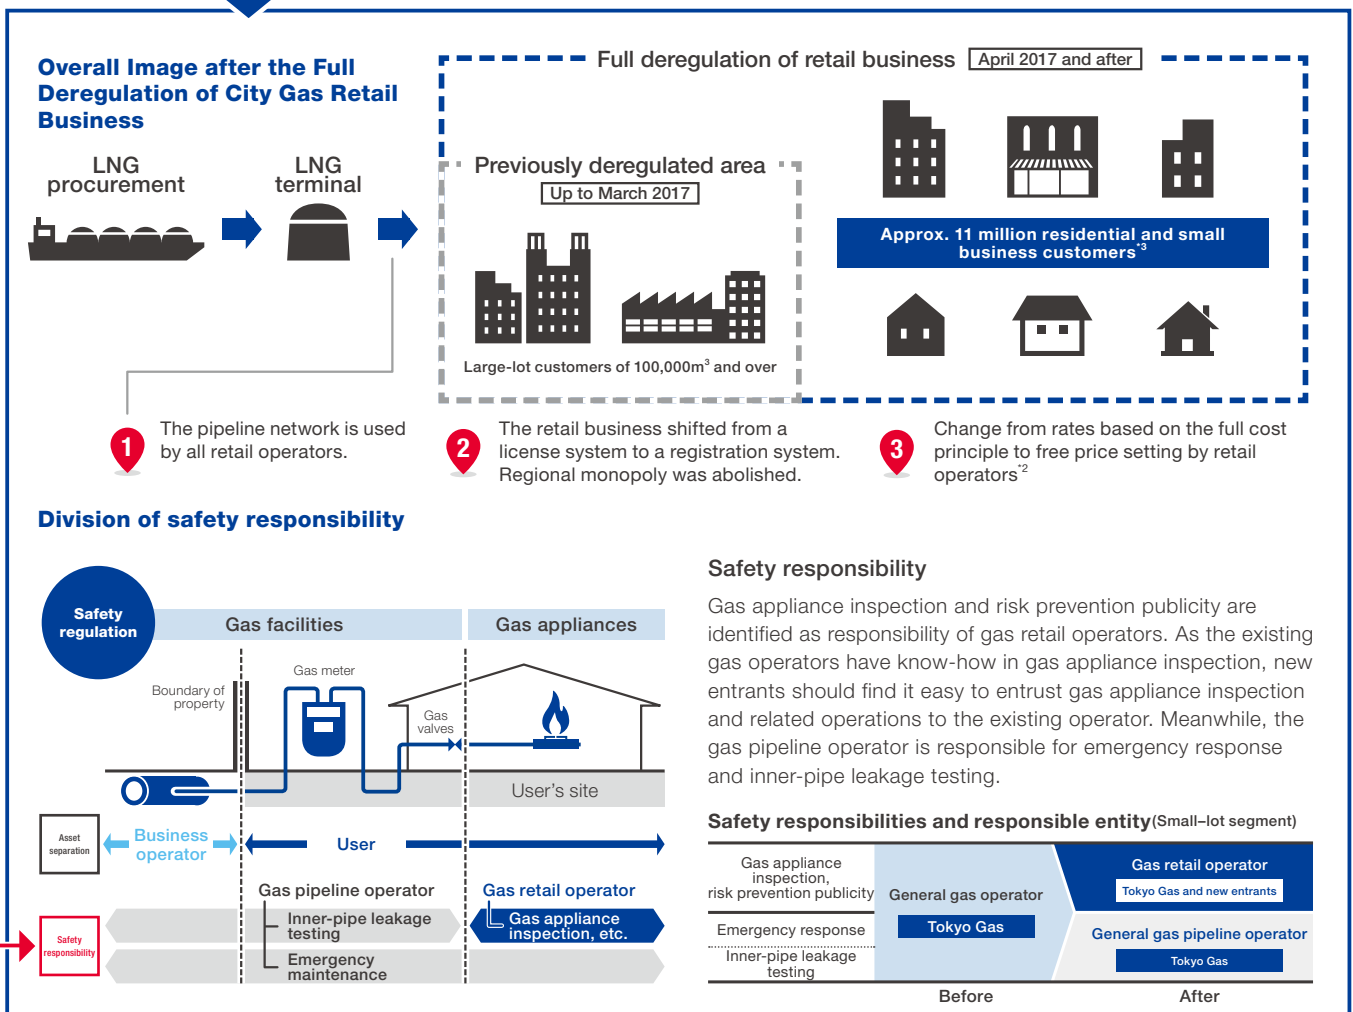 Overall Image after the Full
Deregulation of City Gas Retail
Business
Full deregulation of retail business
April 2017 and after
LNG
procurement
LNG
terminal
Previously deregulated area
Up to March 2017
Large-lot customers of 100,000m³ and over
Approx. 11 million residential and small
business customers*3
1
The pipeline network is used
by all retail operators.
2
The retail business shifted from a
license system to a registration system.
Regional monopoly was abolished.
3
Change from rates based on the full cost
principle to free price setting by retail
operators*2
Division of safety responsibility
Safety
regulation
Gas facilities
Gas appliances
Boundary of
property
Gas meter
Gas
valves
User's site
Asset
separation
Business
operator
User
Safety
responsibility
Gas pipeline operator
Inner-pipe leakage
testing
Emergency
maintenance
Gas retail operator
Gas appliance
inspection, etc.
Safety responsibility
Gas appliance inspection and risk prevention publicity are
identified as responsibility of gas retail operators. As the existing
gas operators have know-how in gas appliance inspection, new
entrants should find it easy to entrust gas appliance inspection
and related operations to the existing operator. Meanwhile, the
gas pipeline operator is responsible for emergency response
and inner-pipe leakage testing.
Safety responsibilities and responsible entity(Small–lot segment)
Gas appliance
inspection,
risk prevention publicity
Emergency response
Inner-pipe leakage
testing
General gas operator
Tokyo Gas
Gas retail operator
Tokyo Gas and new entrants
General gas pipeline operator
Tokyo Gas
Before
After